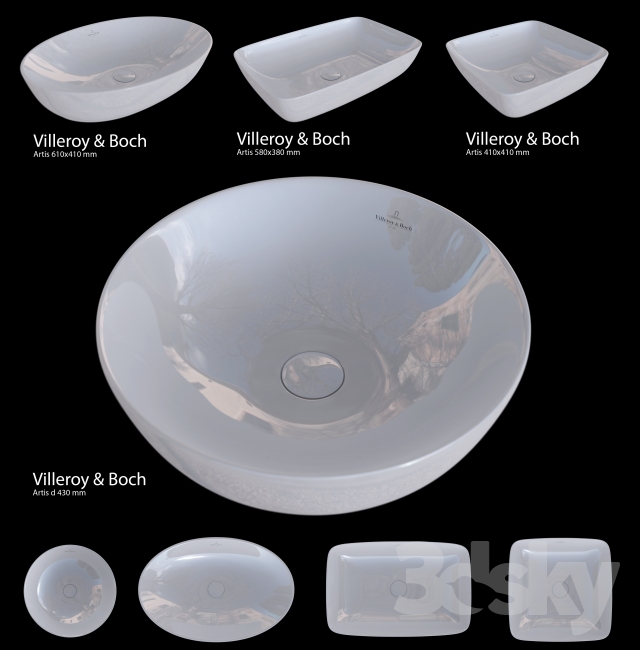 Villeroy & Boch
Artis 610x410 mm
Villeroy & Boch
Artis 580x380 mm
Villeroy & Boch
Artis 410x410 mm
Villeroy & Boch
Villeroy & Boch
Artis d 430 mm
3dsky